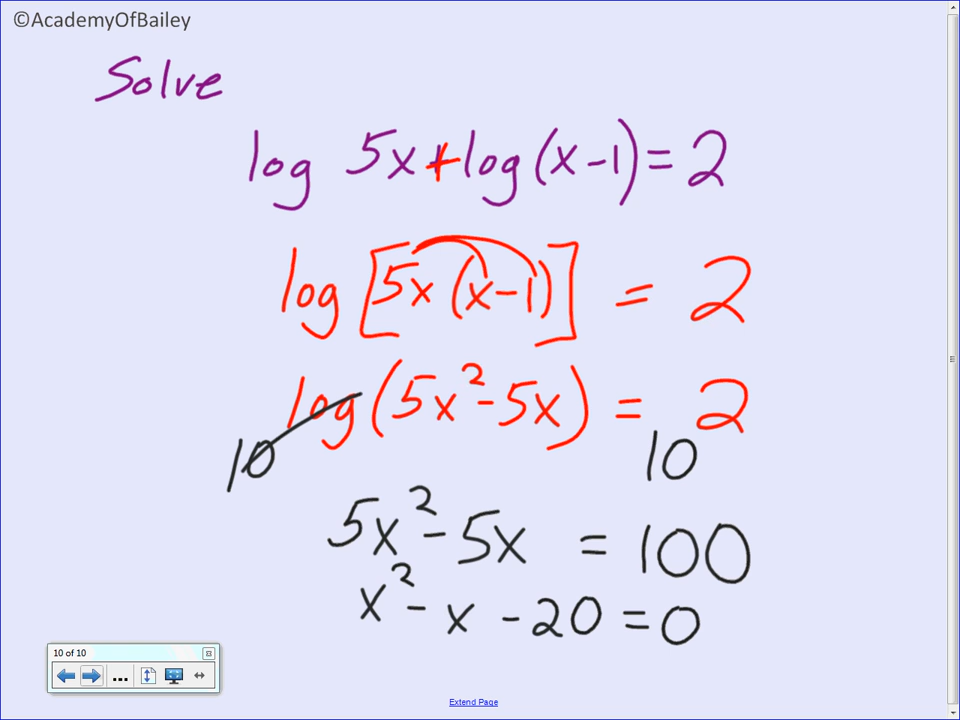 ©AcademyOfBailey
Solve
log 5x + log (x - 1) = 2
log [5x (x - 1)] = 2
log (5x² - 5x) = 2
10 10
5x² - 5x = 100
x² - x - 20 = 0
10 of 10
...
Extend Page